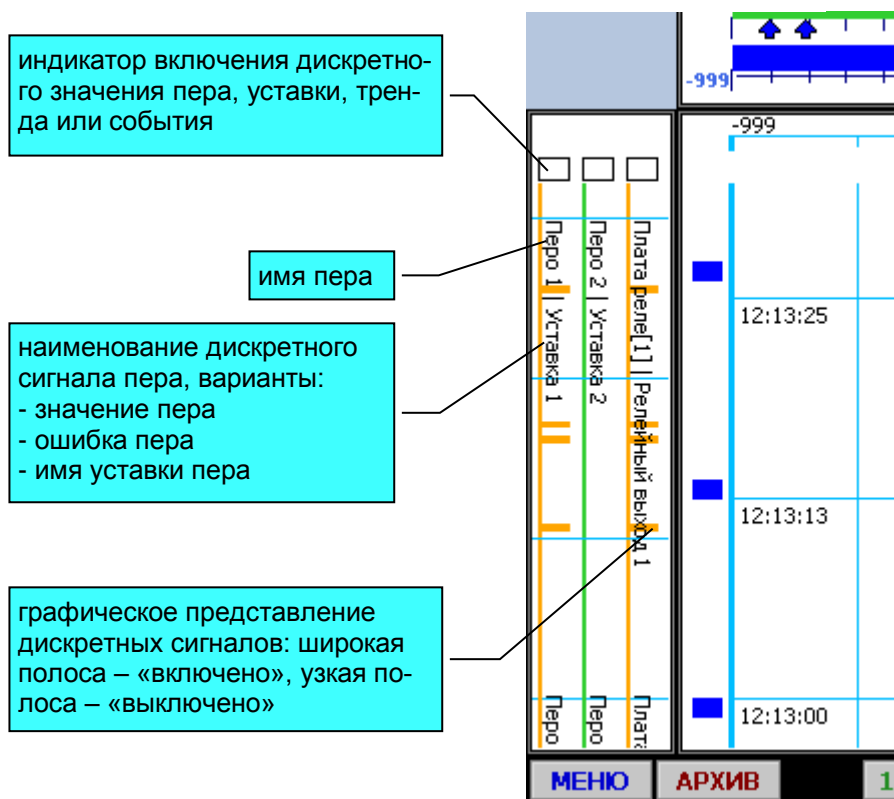 индикатор включения дискретно-
го значения пера, уставки, трен-
да или события
имя пера
наименование дискретного
сигнала пера, варианты:
- значение пера
- ошибка пера
- имя уставки пера
графическое представление
дискретных сигналов: широкая
полоса – «включено», узкая по-
лоса – «выключено»
-999
-999
Перо 1 | Уставка 1
Перо 2 | Уставка 2
Плата реле[1] | Релейный выход 1
12:13:25
12:13:13
12:13:00
Перо
Перо
Плата
МЕНЮ
АРХИВ
1